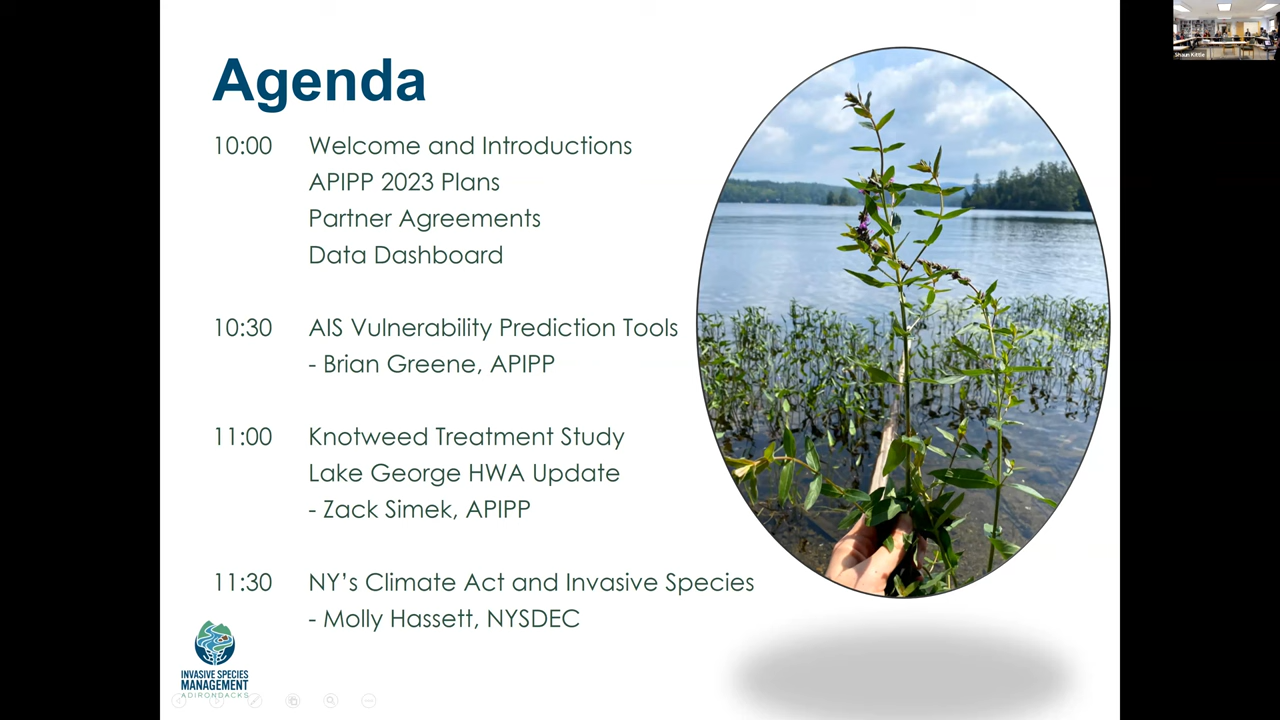 Agenda
10:00 Welcome and Introductions
APIPP 2023 Plans
Partner Agreements
Data Dashboard
10:30 AIS Vulnerability Prediction Tools
- Brian Greene, APIPP
11:00 Knotweed Treatment Study
Lake George HWA Update
- Zack Simek, APIPP
11:30 NY’s Climate Act and Invasive Species
- Molly Hassett, NYSDEC
INVASIVE SPECIES
MANAGEMENT
ADIRONDACKS
Shaun Kittle